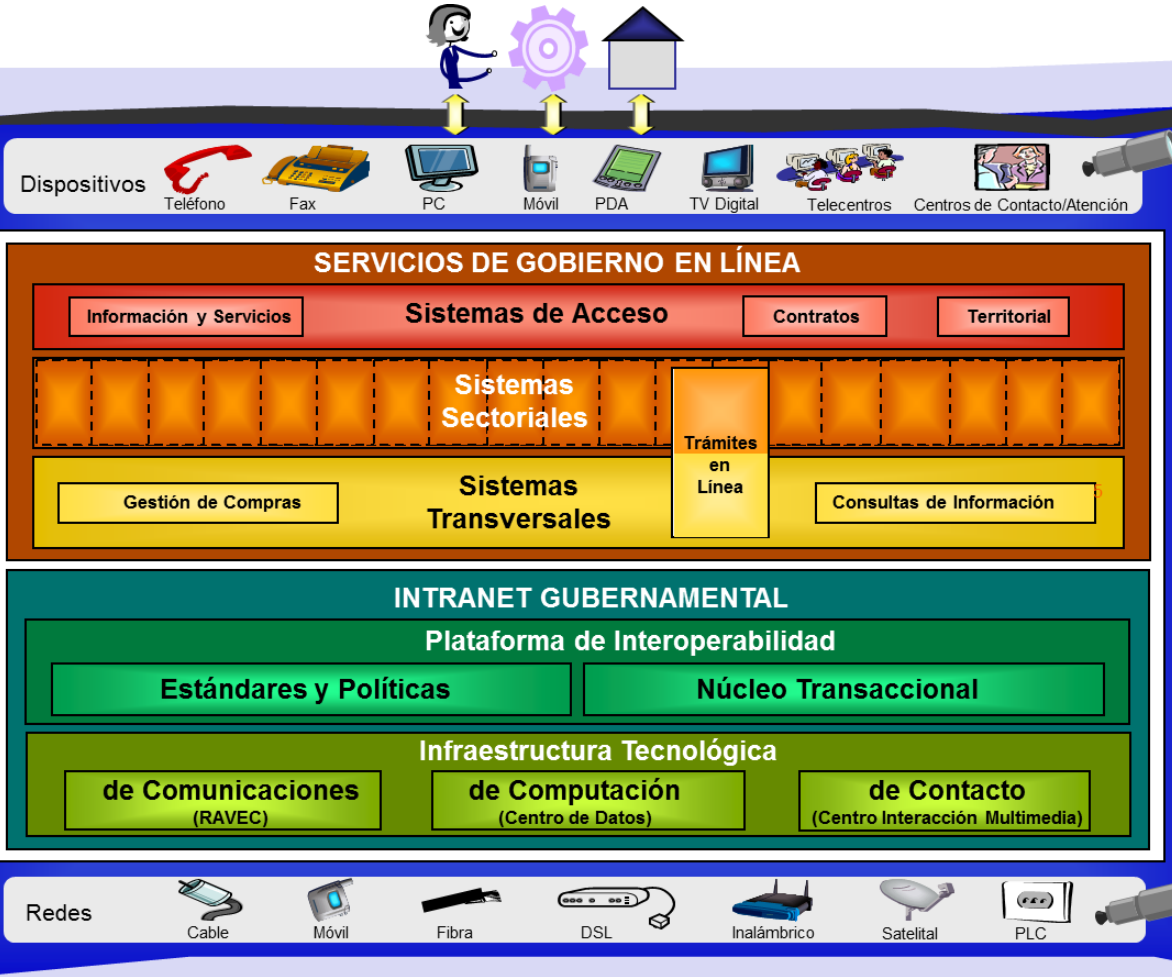 Dispositivos
Teléfono
Fax
PC
Móvil
PDA
TV Digital
Telecentros
Centros de Contacto/Atención
SERVICIOS DE GOBIERNO EN LÍNEA
Información y Servicios
Sistemas de Acceso
Contratos
Territorial
Sistemas
Sectoriales
Trámites
en
Línea
Sistemas
Transversales
Gestión de Compras
Consultas de Información
5
INTRANET GUBERNAMENTAL
Plataforma de Interoperabilidad
Estándares y Políticas
Núcleo Transaccional
Infraestructura Tecnológica
de Comunicaciones
(RAVEC)
de Computación
(Centro de Datos)
de Contacto
(Centro Interacción Multimedia)
Redes
Cable
Móvil
Fibra
DSL
Inalámbrico
Satelital
PLC